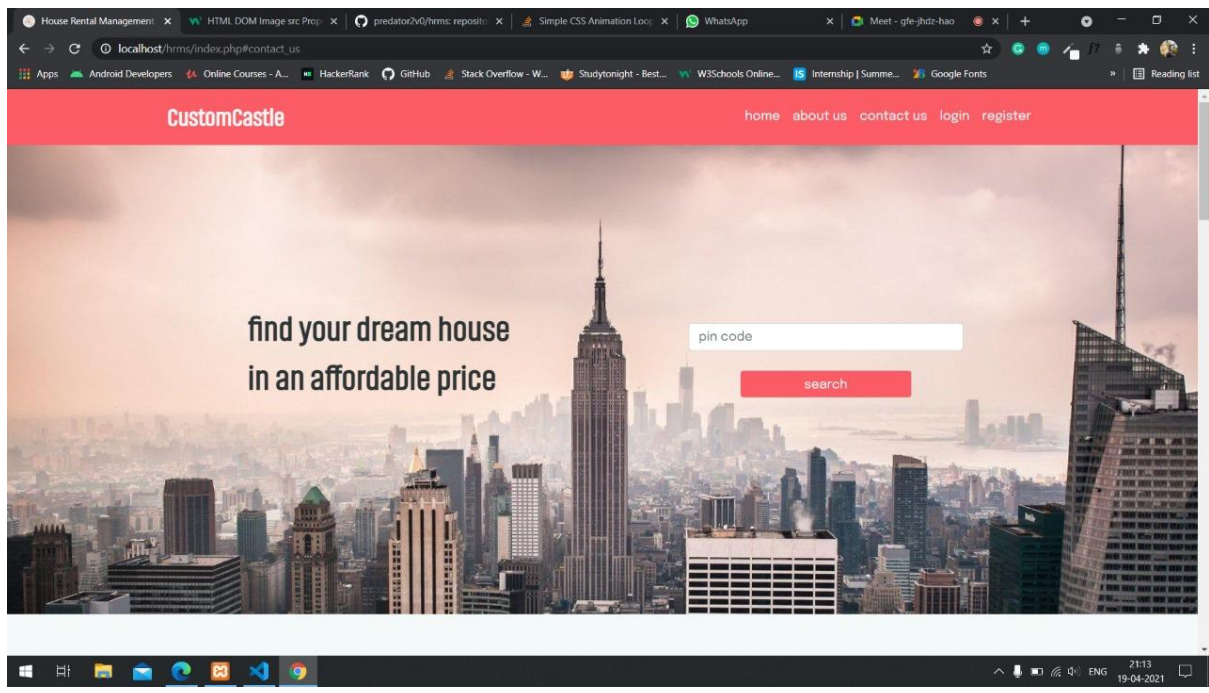 House Rental Management
HTML DOM Image src Prop
predator2v0/hrms: reposito
Simple CSS Animation Loop
WhatsApp
Meet - gfe-jhdz-hao
localhost/hrms/index.php#contact_us
Apps
Android Developers
Online Courses - A...
HackerRank
GitHub
Stack Overflow - W...
Studytonight - Best...
W3Schools Online...
Internship | Summe...
Google Fonts
»
Reading list
CustomCastle
home about us contact us login register
find your dream house
in an affordable price
pin code
search
ENG
21:13
19-04-2021